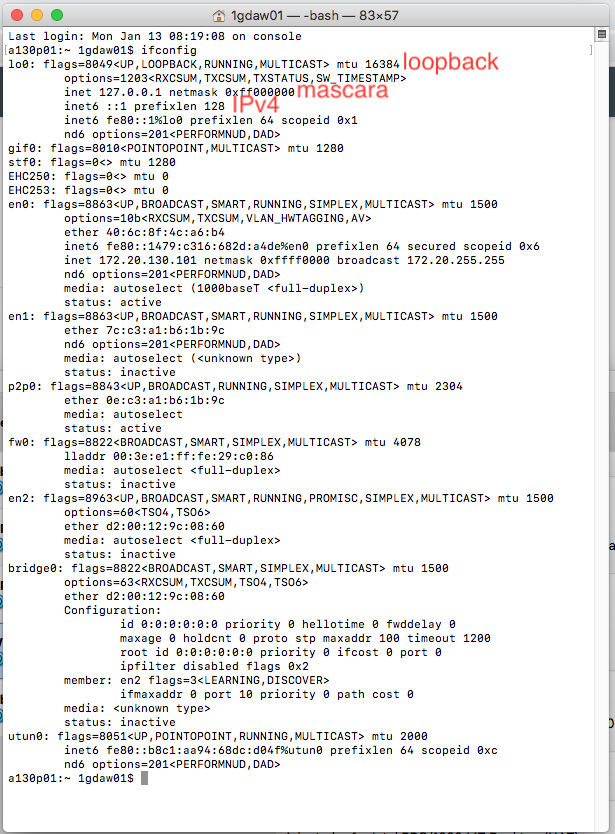 1gdaw01 — -bash — 83×57
Last login: Mon Jan 13 08:19:08 on console
[a130p01:~ 1gdaw01$ ifconfig ]
lo0: flags=8049<UP,LOOPBACK,RUNNING,MULTICAST> mtu 16384 loopback
options=1203<RXCSUM,TXCSUM,TXSTATUS,SW_TIMESTAMP>
inet 127.0.0.1 netmask 0xff000000 mascara
inet6 ::1 prefixlen 128 IPv4
inet6 fe80::1%lo0 prefixlen 64 scopeid 0x1
nd6 options=201<PERFORMNUD,DAD>
gif0: flags=8010<POINTOPOINT,MULTICAST> mtu 1280
stf0: flags=0<> mtu 1280
EHC250: flags=0<> mtu 0
EHC253: flags=0<> mtu 0
en0: flags=8863<UP,BROADCAST,SMART,RUNNING,SIMPLEX,MULTICAST> mtu 1500
options=10b<RXCSUM,TXCSUM,VLAN_HWTAGGING,AV>
ether 40:6c:8f:4c:a6:b4
inet6 fe80::1479:c316:682d:a4de%en0 prefixlen 64 secured scopeid 0x6
inet 172.20.130.101 netmask 0xffff0000 broadcast 172.20.255.255
nd6 options=201<PERFORMNUD,DAD>
media: autoselect (1000baseT <full-duplex>)
status: active
en1: flags=8863<UP,BROADCAST,SMART,RUNNING,SIMPLEX,MULTICAST> mtu 1500
ether 7c:c3:a1:b6:1b:9c
nd6 options=201<PERFORMNUD,DAD>
media: autoselect (<unknown type>)
status: inactive
p2p0: flags=8843<UP,BROADCAST,RUNNING,SIMPLEX,MULTICAST> mtu 2304
ether 0e:c3:a1:b6:1b:9c
media: autoselect
status: inactive
fw0: flags=8822<BROADCAST,SMART,SIMPLEX,MULTICAST> mtu 4078
lladdr 00:3e:e1:ff:fe:29:c0:86
media: autoselect <full-duplex>
status: inactive
en2: flags=8963<UP,BROADCAST,SMART,RUNNING,PROMISC,SIMPLEX,MULTICAST> mtu 1500
options=60<TSO4,TSO6>
ether d2:00:12:9c:08:60
media: autoselect <full-duplex>
status: inactive
bridge0: flags=8822<BROADCAST,SMART,SIMPLEX,MULTICAST> mtu 1500
options=63<RXCSUM,TXCSUM,TSO4,TSO6>
ether d2:00:12:9c:08:60
Configuration:
id 0:0:0:0:0:0 priority 0 hellotime 0 fwddelay 0
maxage 0 holdcnt 0 proto stp maxaddr 100 timeout 1200
root id 0:0:0:0:0:0 priority 0 ifcost 0 port 0
ipfilter disabled flags 0x2
member: en2 flags=3<LEARNING,DISCOVER>
ifmaxaddr 0 port 10 priority 0 path cost 0
media: <unknown type>
status: inactive
utun0: flags=8051<UP,POINTOPOINT,RUNNING,MULTICAST> mtu 2000
inet6 fe80::b8c1:aa94:68dc:d04f%utun0 prefixlen 64 scopeid 0xc
nd6 options=201<PERFORMNUD,DAD>
a130p01:~ 1gdaw01$